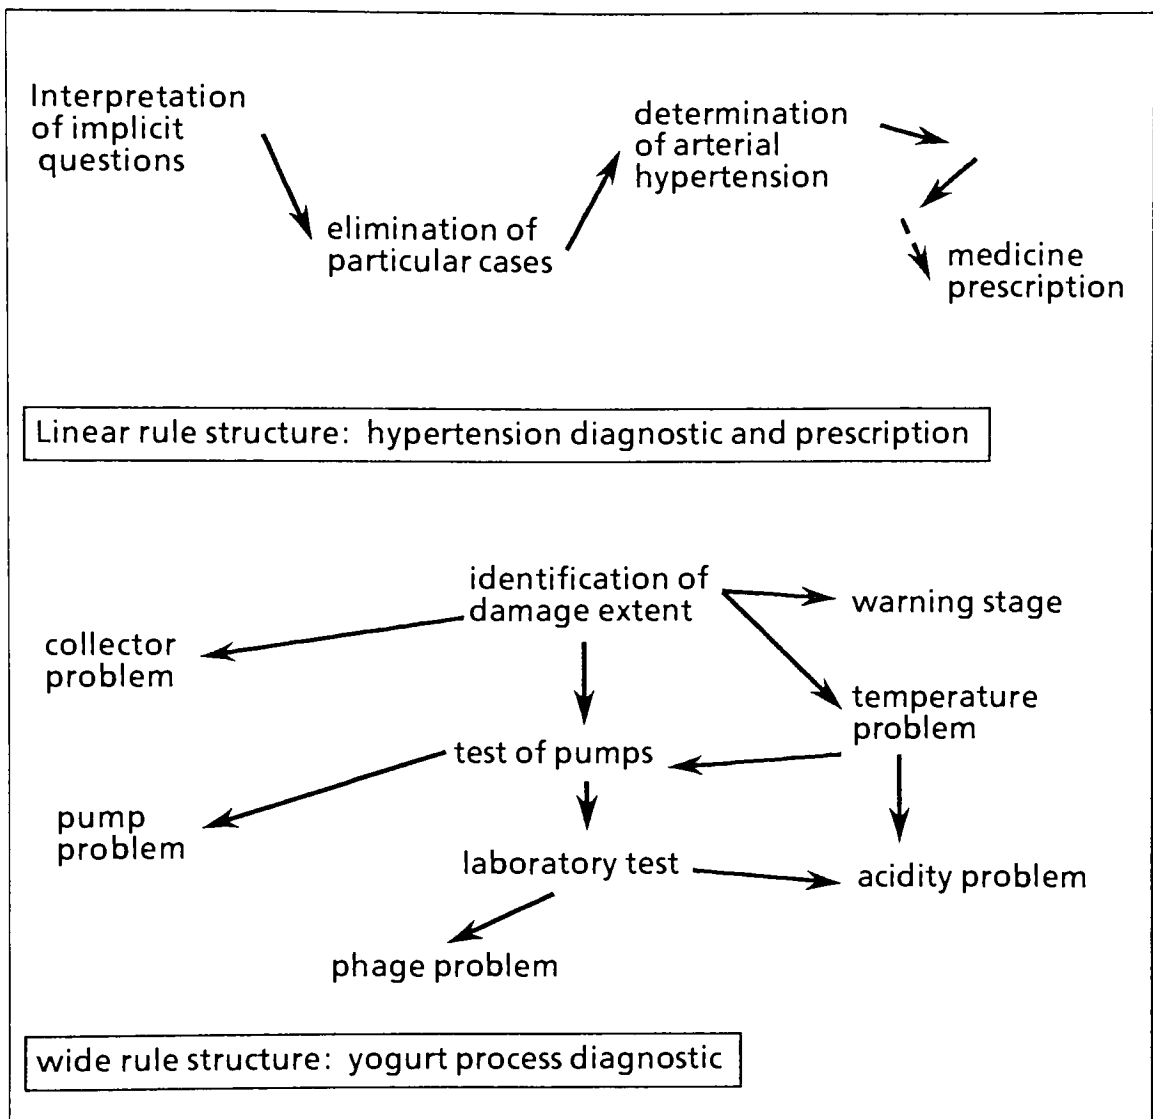 Interpretation
of implicit
questions
determination
of arterial
hypertension
elimination of
particular cases
medicine
prescription
Linear rule structure: hypertension diagnostic and prescription
identification of
damage extent
warning stage
collector
problem
temperature
problem
test of pumps
pump
problem
laboratory test
acidity problem
phage problem
wide rule structure: yogurt process diagnostic